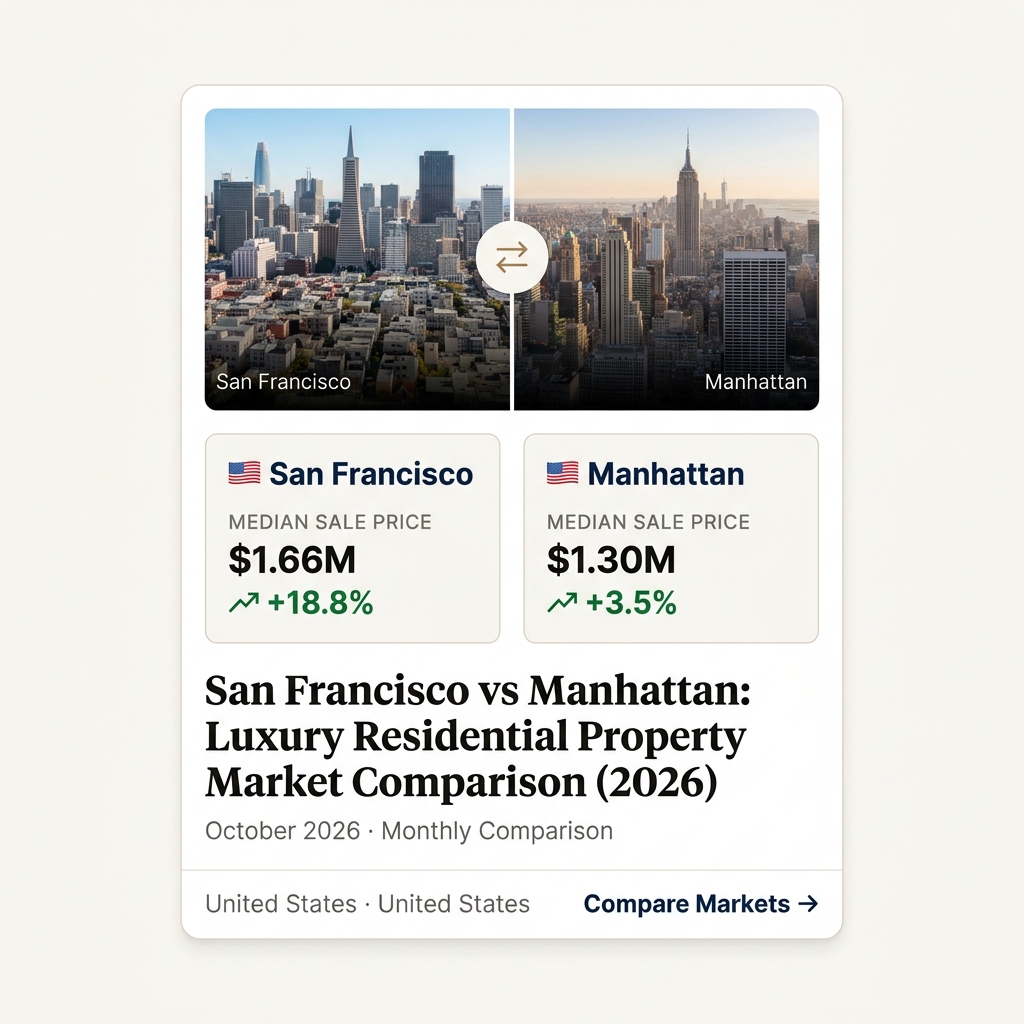 San Francisco
Manhattan
San Francisco
MEDIAN SALE PRICE
$1.66M
+18.8%
Manhattan
MEDIAN SALE PRICE
$1.30M
+3.5%
San Francisco vs Manhattan:
Luxury Residential Property
Market Comparison (2026)
October 2026 · Monthly Comparison
United States · United States
Compare Markets →